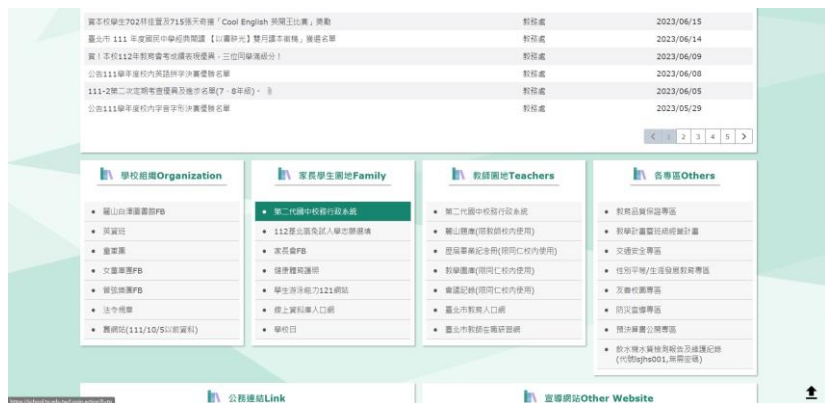 賀本校學生702林佳置及715張天奇獲「Cool English 英閱王比賽」獎勵 教務處 2023/06/15
臺北市 111 年度國民中學經典閱讀 【以書映光】雙月讀本徵稿」獲選名單 教務處 2023/06/14
賀！本校112年教育會考成績表現優異，三位同學滿級分！ 教務處 2023/06/09
公告111學年度校內英語拼字決賽優勝名單 教務處 2023/06/08
111-2第二次定期考查優異及進步名單(7、8年級)。 教務處 2023/06/05
公告111學年度校內字音字形決賽優勝名單 教務處 2023/05/29
1 2 3 4 5
學校組織Organization
麗山白澤圖書館FB
英資班
童軍團
女童軍團FB
管弦樂團FB
法令規章
舊網站(111/10/5以前資料)
家長學生園地Family
第二代國中校務行政系統
112基北區免試入學志願選填
家長會FB
健康體育護照
學生游泳能力121網站
線上資料庫入口網
學校日
教師園地Teachers
第二代國中校務行政系統
麗山題庫(限教師校內使用)
歷屆畢業紀念冊(限同仁校內使用)
教學圖庫(限同仁校內使用)
會議記錄(限同仁校內使用)
臺北市教育入口網
臺北市教師在職研習網
各專區Others
教育品質保證專區
教學計畫暨班級經營計畫
交通安全專區
性別平等/生涯發展教育專區
友善校園專區
防災宣導專區
預決算書公開專區
飲水機水質檢測報告及維護記錄
(代號lsjhs001,無需密碼)
公務連結Link
宣導網站Other Website